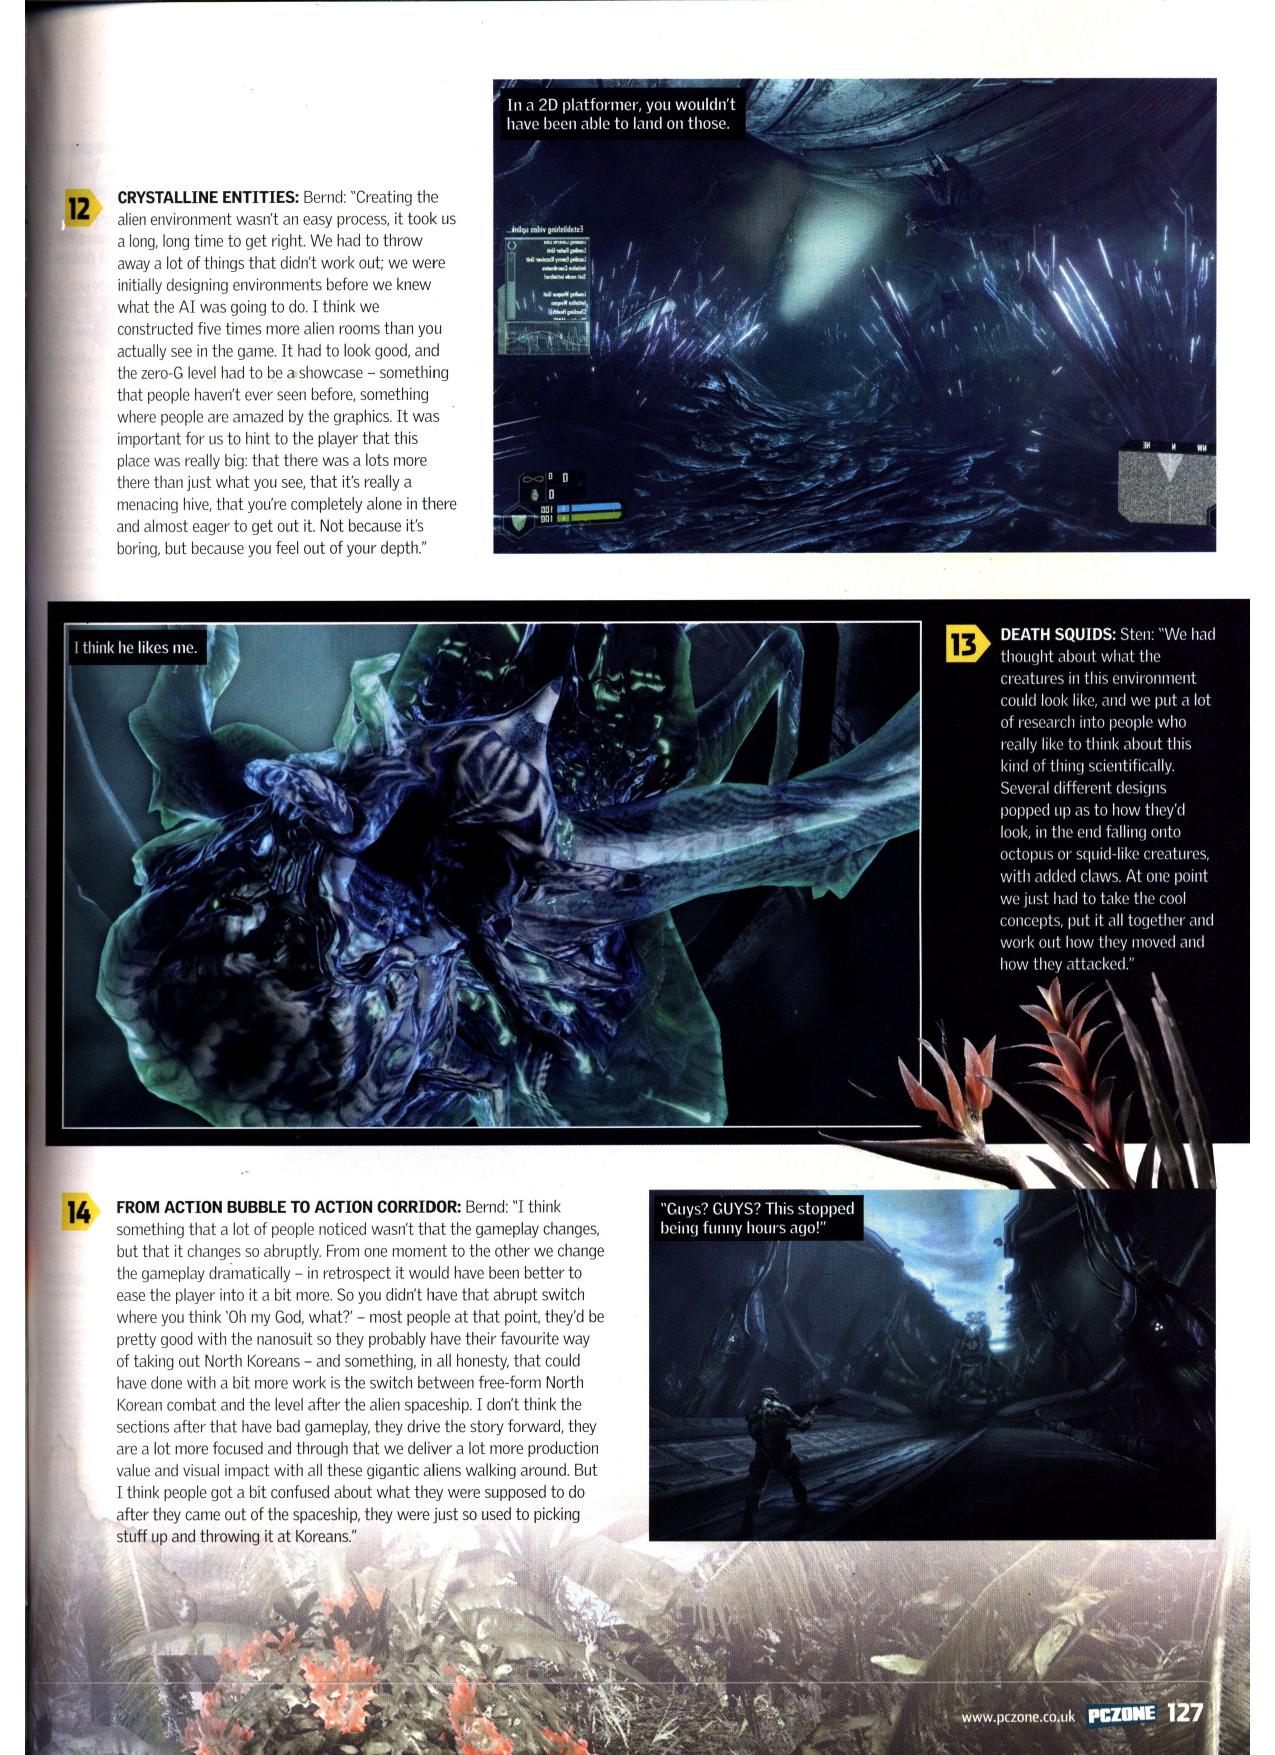 In a 2D platformer, you wouldn't
have been able to land on those.
12
CRYSTALLINE ENTITIES: Bernd: "Creating the
alien environment wasn't an easy process, it took us
a long, long time to get right. We had to throw
away a lot of things that didn't work out; we were
initially designing environments before we knew
what the AI was going to do. I think we
constructed five times more alien rooms than you
actually see in the game. It had to look good, and
the zero-G level had to be a showcase – something
that people haven't ever seen before, something
where people are amazed by the graphics. It was
important for us to hint to the player that this
place was really big: that there was a lots more
there than just what you see, that it's really a
menacing hive, that you're completely alone in there
and almost eager to get out it. Not because it's
boring, but because you feel out of your depth."
Establishing video uplink...
NW N NE
I think he likes me.
13
DEATH SQUIDS: Sten: "We had
thought about what the
creatures in this environment
could look like, and we put a lot
of research into people who
really like to think about this
kind of thing scientifically.
Several different designs
popped up as to how they'd
look, in the end falling onto
octopus or squid-like creatures,
with added claws. At one point
we just had to take the cool
concepts, put it all together and
work out how they moved and
how they attacked."
14
FROM ACTION BUBBLE TO ACTION CORRIDOR: Bernd: "I think
something that a lot of people noticed wasn't that the gameplay changes,
but that it changes so abruptly. From one moment to the other we change
the gameplay dramatically – in retrospect it would have been better to
ease the player into it a bit more. So you didn't have that abrupt switch
where you think 'Oh my God, what?' – most people at that point, they'd be
pretty good with the nanosuit so they probably have their favourite way
of taking out North Koreans – and something, in all honesty, that could
have done with a bit more work is the switch between free-form North
Korean combat and the level after the alien spaceship. I don't think the
sections after that have bad gameplay, they drive the story forward, they
are a lot more focused and through that we deliver a lot more production
value and visual impact with all these gigantic aliens walking around. But
I think people got a bit confused about what they were supposed to do
after they came out of the spaceship, they were just so used to picking
stuff up and throwing it at Koreans."
"Guys? GUYS? This stopped
being funny hours ago!"
www.pczone.co.uk PCZONE 127